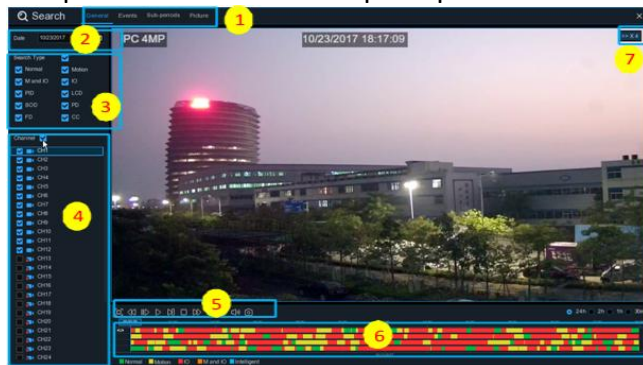 Search General Events Sub-periods Picture
Date 10/23/2017
PC 4MP 10/23/2017 18:17:09
X 4
Search Type
Normal Motion
M and IO IO
PID LCD
SOD PD
FD CC
Channel
CH1
CH2
CH3
CH4
CH5
CH6
CH7
CH8
CH9
CH10
CH11
CH12
CH13
CH14
CH15
CH16
CH17
CH18
CH19
CH20
CH21
CH22
CH23
CH24
24h 2h 1h 30m
Normal Motion IO M and IO Intelligent
1
2
3
4
5
6
7